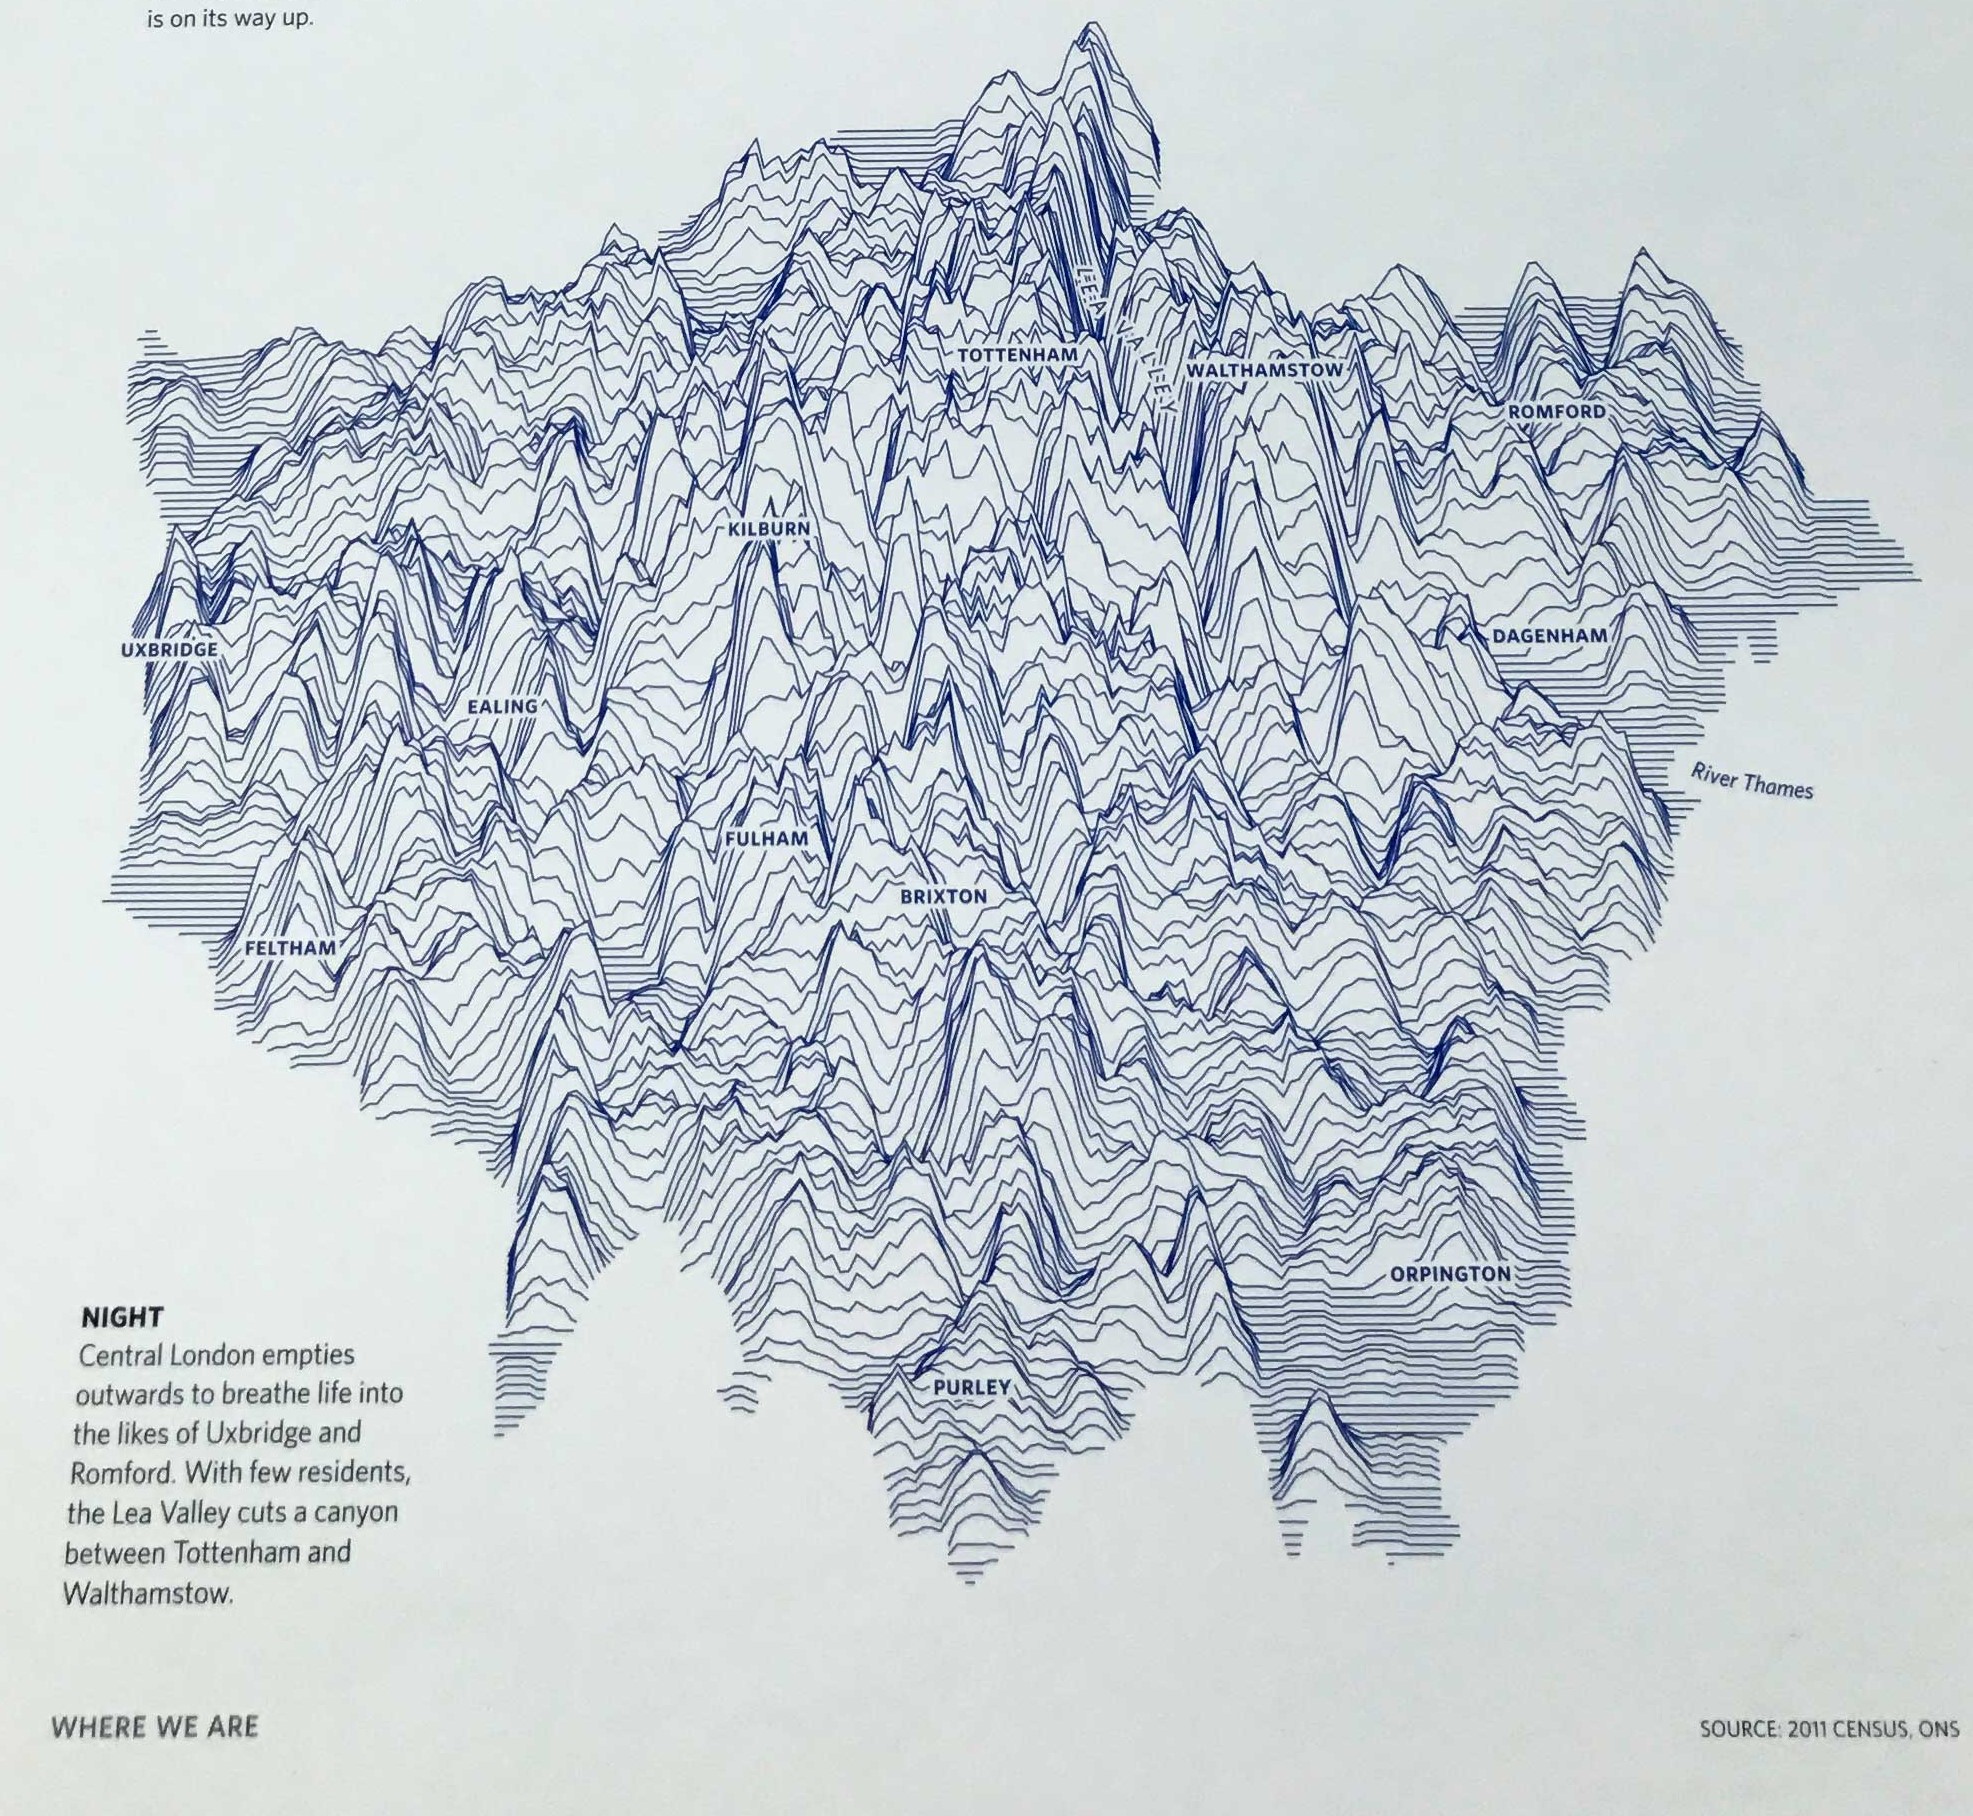 is on its way up.
LEEA VALLEY
TOTTENHAM
WALTHAMSTOW
ROMFORD
KILBURN
UXBRIDGE
DAGENHAM
EALING
River Thames
FULHAM
BRIXTON
FELTHAM
ORPINGTON
PURLEY
NIGHT
Central London empties
outwards to breathe life into
the likes of Uxbridge and
Romford. With few residents,
the Lea Valley cuts a canyon
between Tottenham and
Walthamstow.
WHERE WE ARE
SOURCE: 2011 CENSUS, ONS